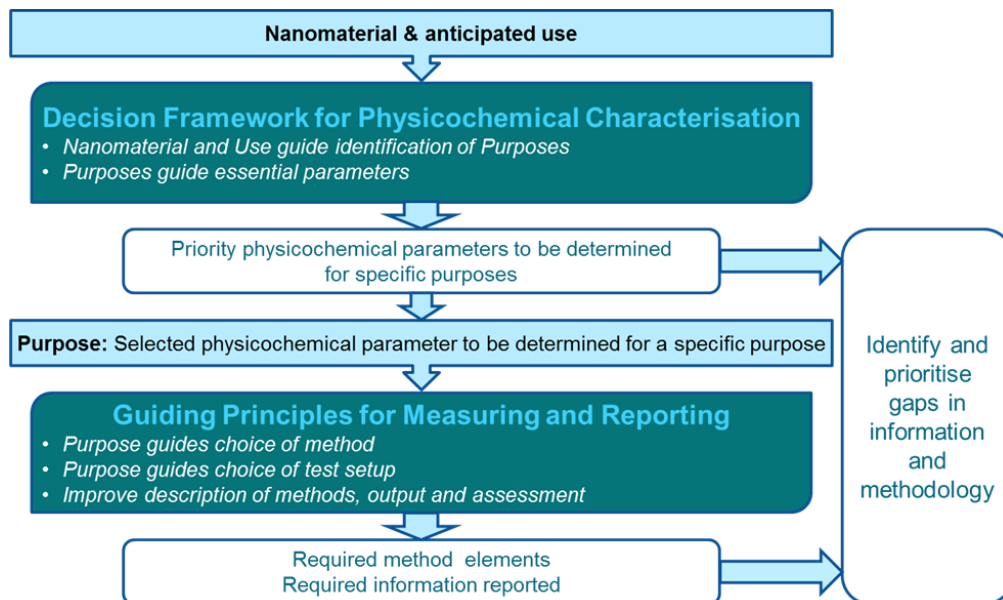 Nanomaterial & anticipated use
Decision Framework for Physicochemical Characterisation
• Nanomaterial and Use guide identification of Purposes
• Purposes guide essential parameters
Priority physicochemical parameters to be determined
for specific purposes
Purpose: Selected physicochemical parameter to be determined for a specific purpose
Guiding Principles for Measuring and Reporting
• Purpose guides choice of method
• Purpose guides choice of test setup
• Improve description of methods, output and assessment
Required method elements
Required information reported
Identify and
prioritise
gaps in
information
and
methodology